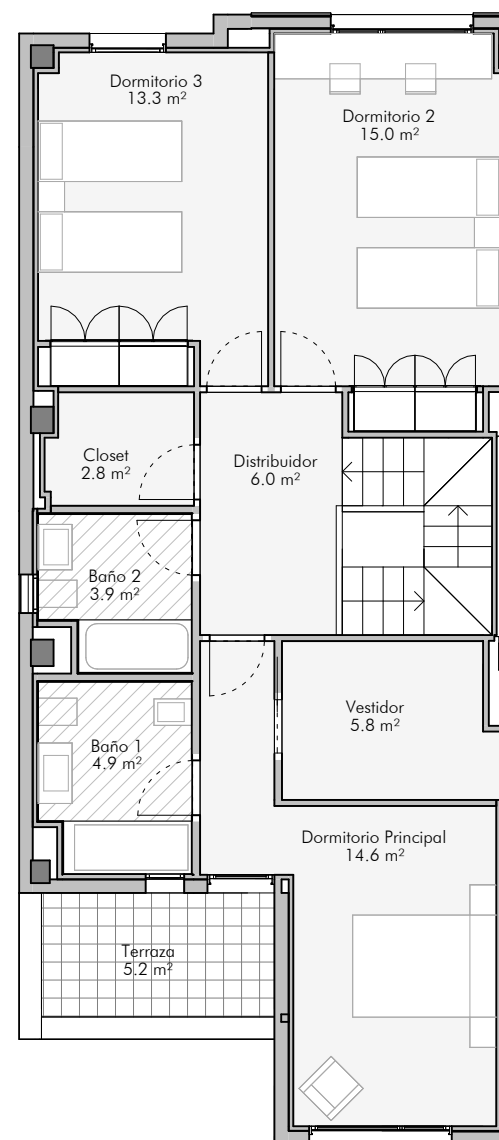 Dormitorio 3
13.3 m²
Dormitorio 2
15.0 m²
Closet
2.8 m²
Distribuidor
6.0 m²
Baño 2
3.9 m²
Vestidor
5.8 m²
Baño 1
4.9 m²
Dormitorio Principal
14.6 m²
Terraza
5.2 m²